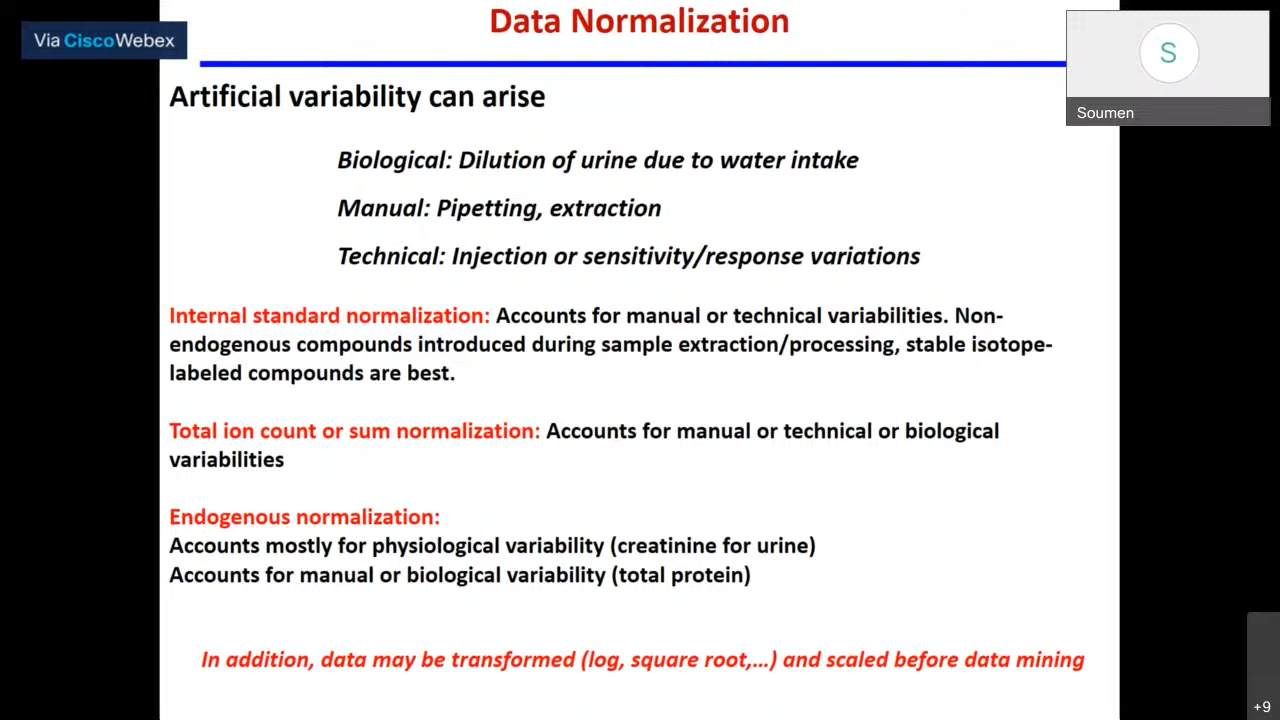 Data Normalization
Via CiscoWebex
S
Soumen
Artificial variability can arise
Biological: Dilution of urine due to water intake
Manual: Pipetting, extraction
Technical: Injection or sensitivity/response variations
Internal standard normalization: Accounts for manual or technical variabilities. Non-
endogenous compounds introduced during sample extraction/processing, stable isotope-
labeled compounds are best.
Total ion count or sum normalization: Accounts for manual or technical or biological
variabilities
Endogenous normalization:
Accounts mostly for physiological variability (creatinine for urine)
Accounts for manual or biological variability (total protein)
In addition, data may be transformed (log, square root,...) and scaled before data mining
+9